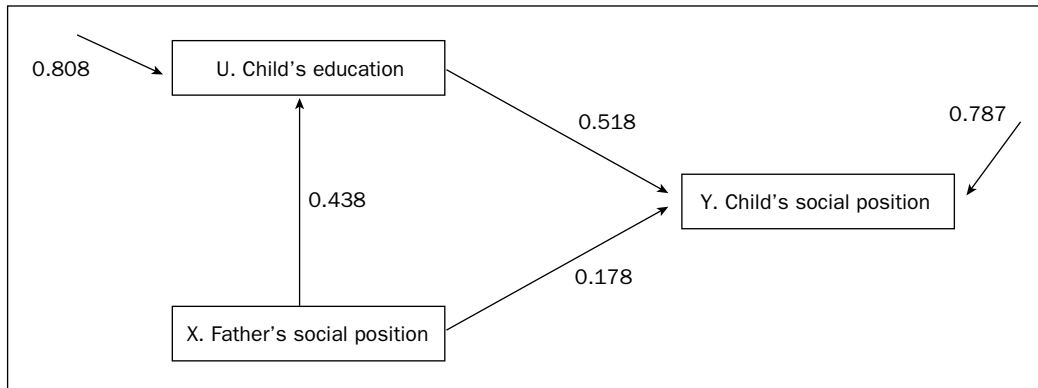 0.808
U. Child's education
0.518
0.787
0.438
Y. Child's social position
0.178
X. Father's social position